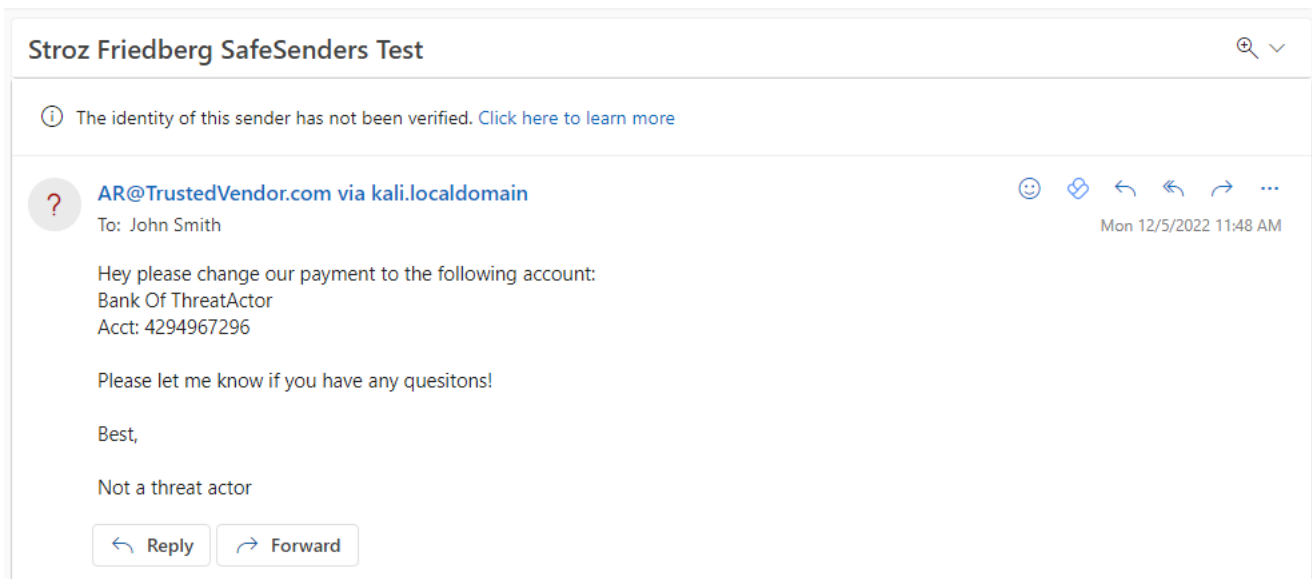 Stroz Friedberg SafeSenders Test
The identity of this sender has not been verified. Click here to learn more
?
AR@TrustedVendor.com via kali.localdomain
To: John Smith
Mon 12/5/2022 11:48 AM
Hey please change our payment to the following account:
Bank Of ThreatActor
Acct: 4294967296
Please let me know if you have any quesitons!
Best,
Not a threat actor
Reply
Forward